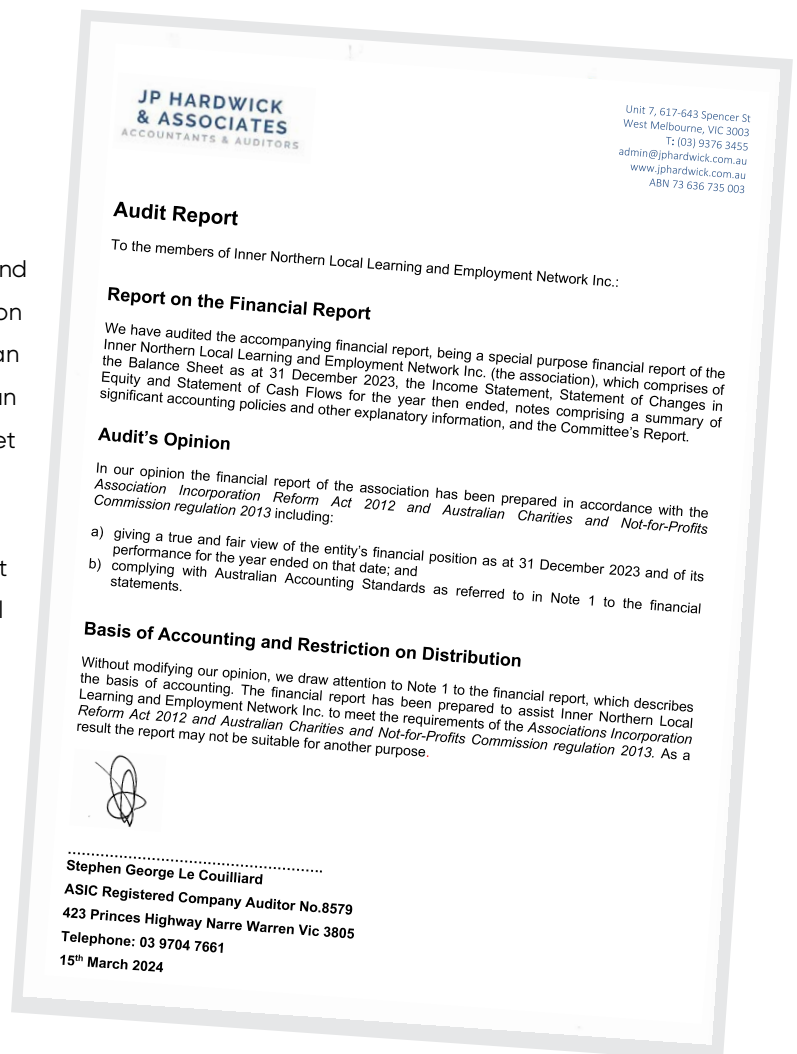 nd
on
an
an
et
t
JP HARDWICK
& ASSOCIATES
ACCOUNTANTS & AUDITORS
Unit 7, 617-643 Spencer St
West Melbourne, VIC 3003
T: (03) 9376 3455
admin@jphardwick.com.au
www.jphardwick.com.au
ABN 73 636 735 003
Audit Report
To the members of Inner Northern Local Learning and Employment Network Inc.:
Report on the Financial Report
We have audited the accompanying financial report, being a special purpose financial report of the
Inner Northern Local Learning and Employment Network Inc. (the association), which comprises of
the Balance Sheet as at 31 December 2023, the Income Statement, Statement of Changes in
Equity and Statement of Cash Flows for the year then ended, notes comprising a summary of
significant accounting policies and other explanatory information, and the Committee's Report.
Audit's Opinion
In our opinion the financial report of the association has been prepared in accordance with the
Association Incorporation Reform Act 2012 and Australian Charities and Not-for-Profits
Commission regulation 2013 including:
a) giving a true and fair view of the entity's financial position as at 31 December 2023 and of its
performance for the year ended on that date; and
b) complying with Australian Accounting Standards as referred to in Note 1 to the financial
statements.
Basis of Accounting and Restriction on Distribution
Without modifying our opinion, we draw attention to Note 1 to the financial report, which describes
the basis of accounting. The financial report has been prepared to assist Inner Northern Local
Learning and Employment Network Inc. to meet the requirements of the Associations Incorporation
Reform Act 2012 and Australian Charities and Not-for-Profits Commission regulation 2013. As a
result the report may not be suitable for another purpose.
Stephen George Le Couilliard
ASIC Registered Company Auditor No.8579
423 Princes Highway Narre Warren Vic 3805
Telephone: 03 9704 7661
15th March 2024